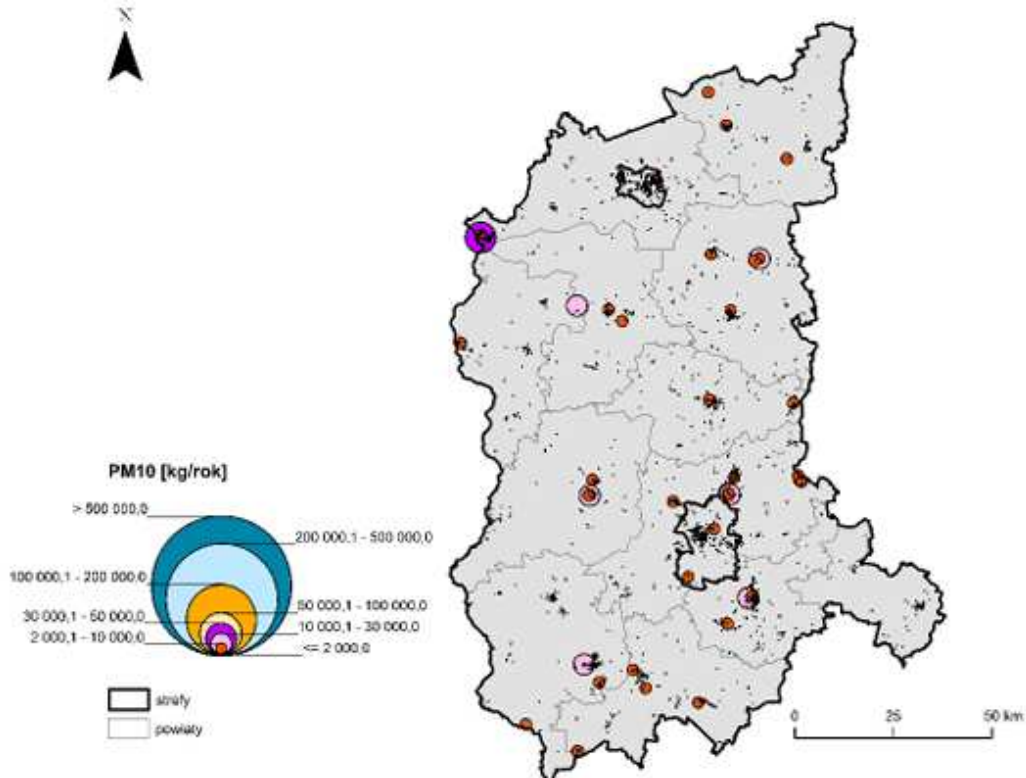 N
PM10 [kg/rok]
> 500 000,0
200 000,1 - 500 000,0
100 000,1 - 200 000,0
50 000,1 - 100 000,0
30 000,1 - 50 000,0
10 000,1 - 30 000,0
2 000,1 - 10 000,0
<= 2 000,0
strefy
powiaty
0 25 50 km